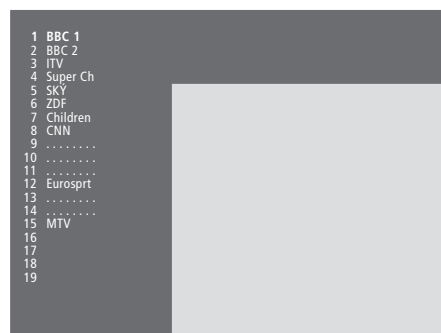 1 BBC 1
2 BBC 2
3 ITV
4 Super Ch
5 SKY
6 ZDF
7 Children
8 CNN
9 ........
10 ........
11 ........
12 Eurosprt
13 ........
14 ........
15 MTV
16
17
18
19